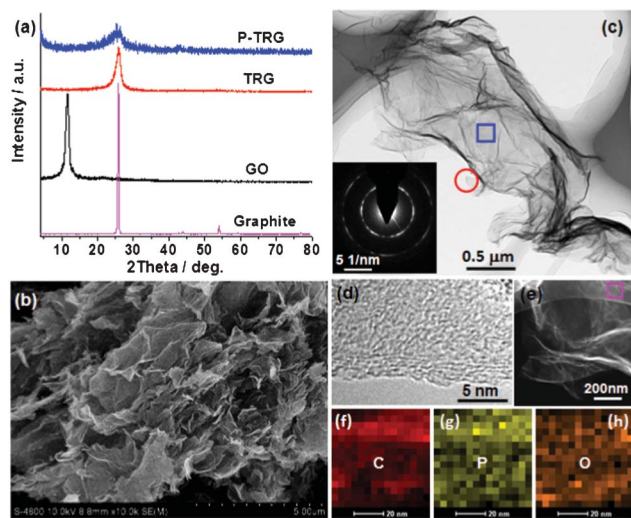 (a)
P-TRG
TRG
GO
Graphite
Intensity / a.u.
10 20 30 40 50 60 70 80
2Theta / deg.
(b)
S-4800 10.0kV 8.8mm x10.0k SE(M) 5.00um
(c)
5 1/nm
0.5 μm
(d)
5 nm
(e)
200nm
(f)
C
20 nm
(g)
P
20 nm
(h)
O
20 nm